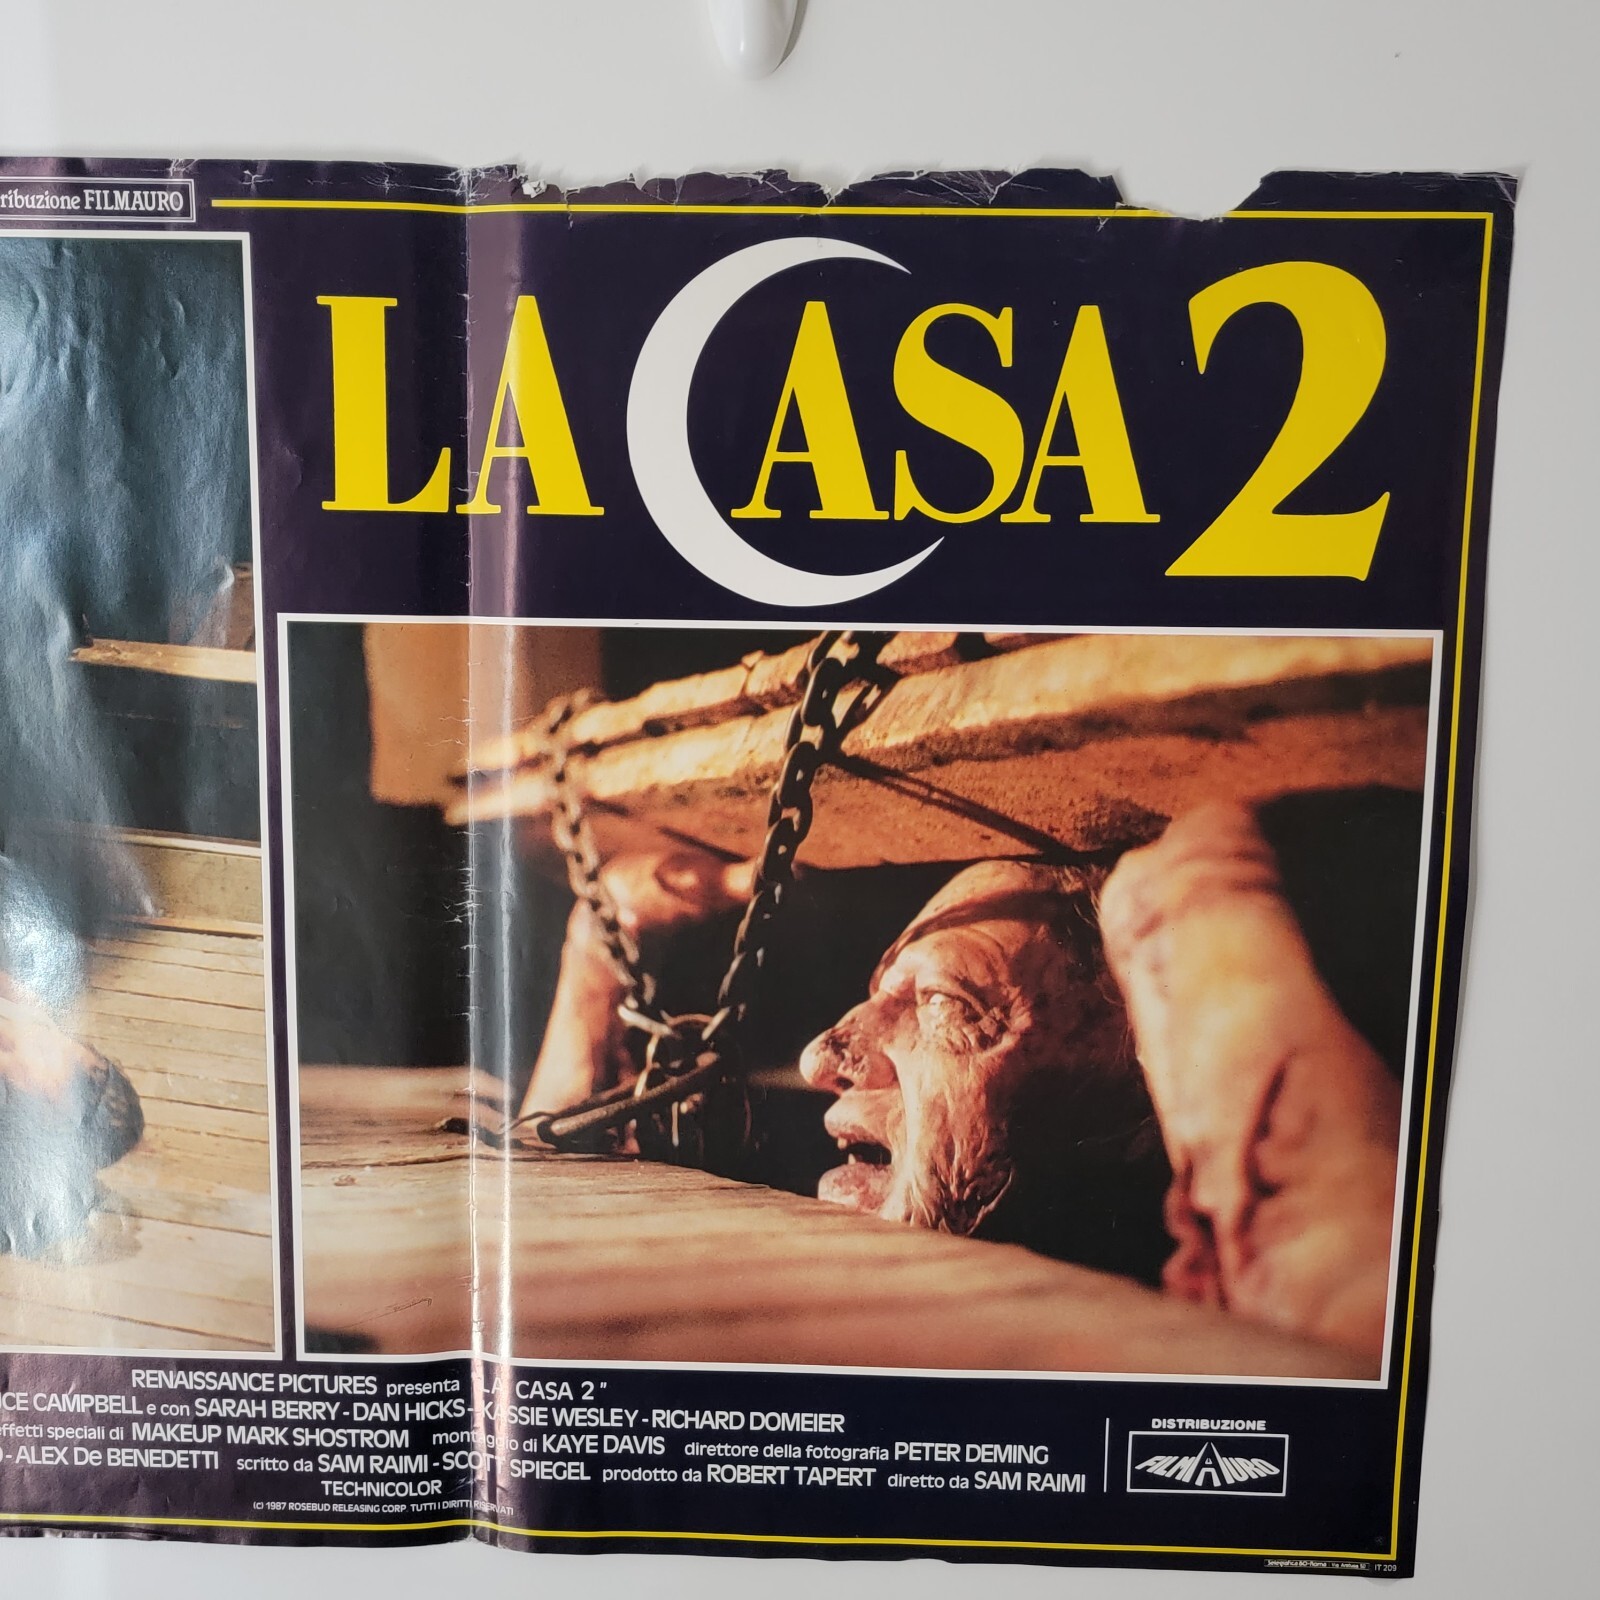 ribuzione FILMAURO
LA CASA 2
RENAISSANCE PICTURES presenta "LA CASA 2"
CE CAMPBELL e con SARAH BERRY - DAN HICKS - KASSIE WESLEY - RICHARD DOMEIER
effetti speciali di MAKEUP MARK SHOSTROM montaggio di KAYE DAVIS direttore della fotografia PETER DEMING
- ALEX De BENEDETTI scritto da SAM RAIMI - SCOTT SPIEGEL prodotto da ROBERT TAPERT diretto da SAM RAIMI
TECHNICOLOR
(c) 1987 ROSEBUD RELEASING CORP. TUTTI I DIRITTI RISERVATI
DISTRIBUZIONE
FILMAURO
IT 209